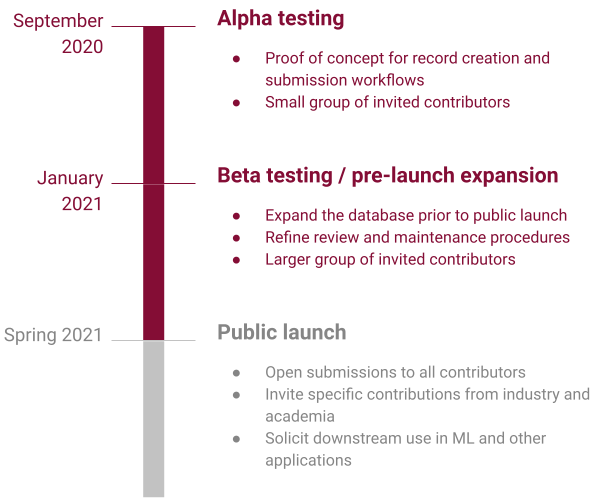 September
2020
Alpha testing
● Proof of concept for record creation and
submission workflows
● Small group of invited contributors
January
2021
Beta testing / pre-launch expansion
● Expand the database prior to public launch
● Refine review and maintenance procedures
● Larger group of invited contributors
Spring 2021
Public launch
● Open submissions to all contributors
● Invite specific contributions from industry and
academia
● Solicit downstream use in ML and other
applications